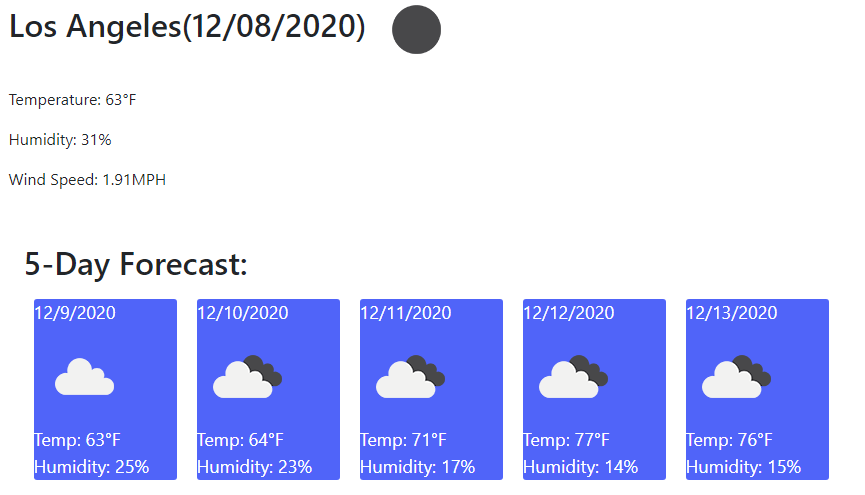 Los Angeles(12/08/2020)
Temperature: 63°F
Humidity: 31%
Wind Speed: 1.91MPH
5-Day Forecast:
12/9/2020
Temp: 63°F
Humidity: 25%
12/10/2020
Temp: 64°F
Humidity: 23%
12/11/2020
Temp: 71°F
Humidity: 17%
12/12/2020
Temp: 77°F
Humidity: 14%
12/13/2020
Temp: 76°F
Humidity: 15%